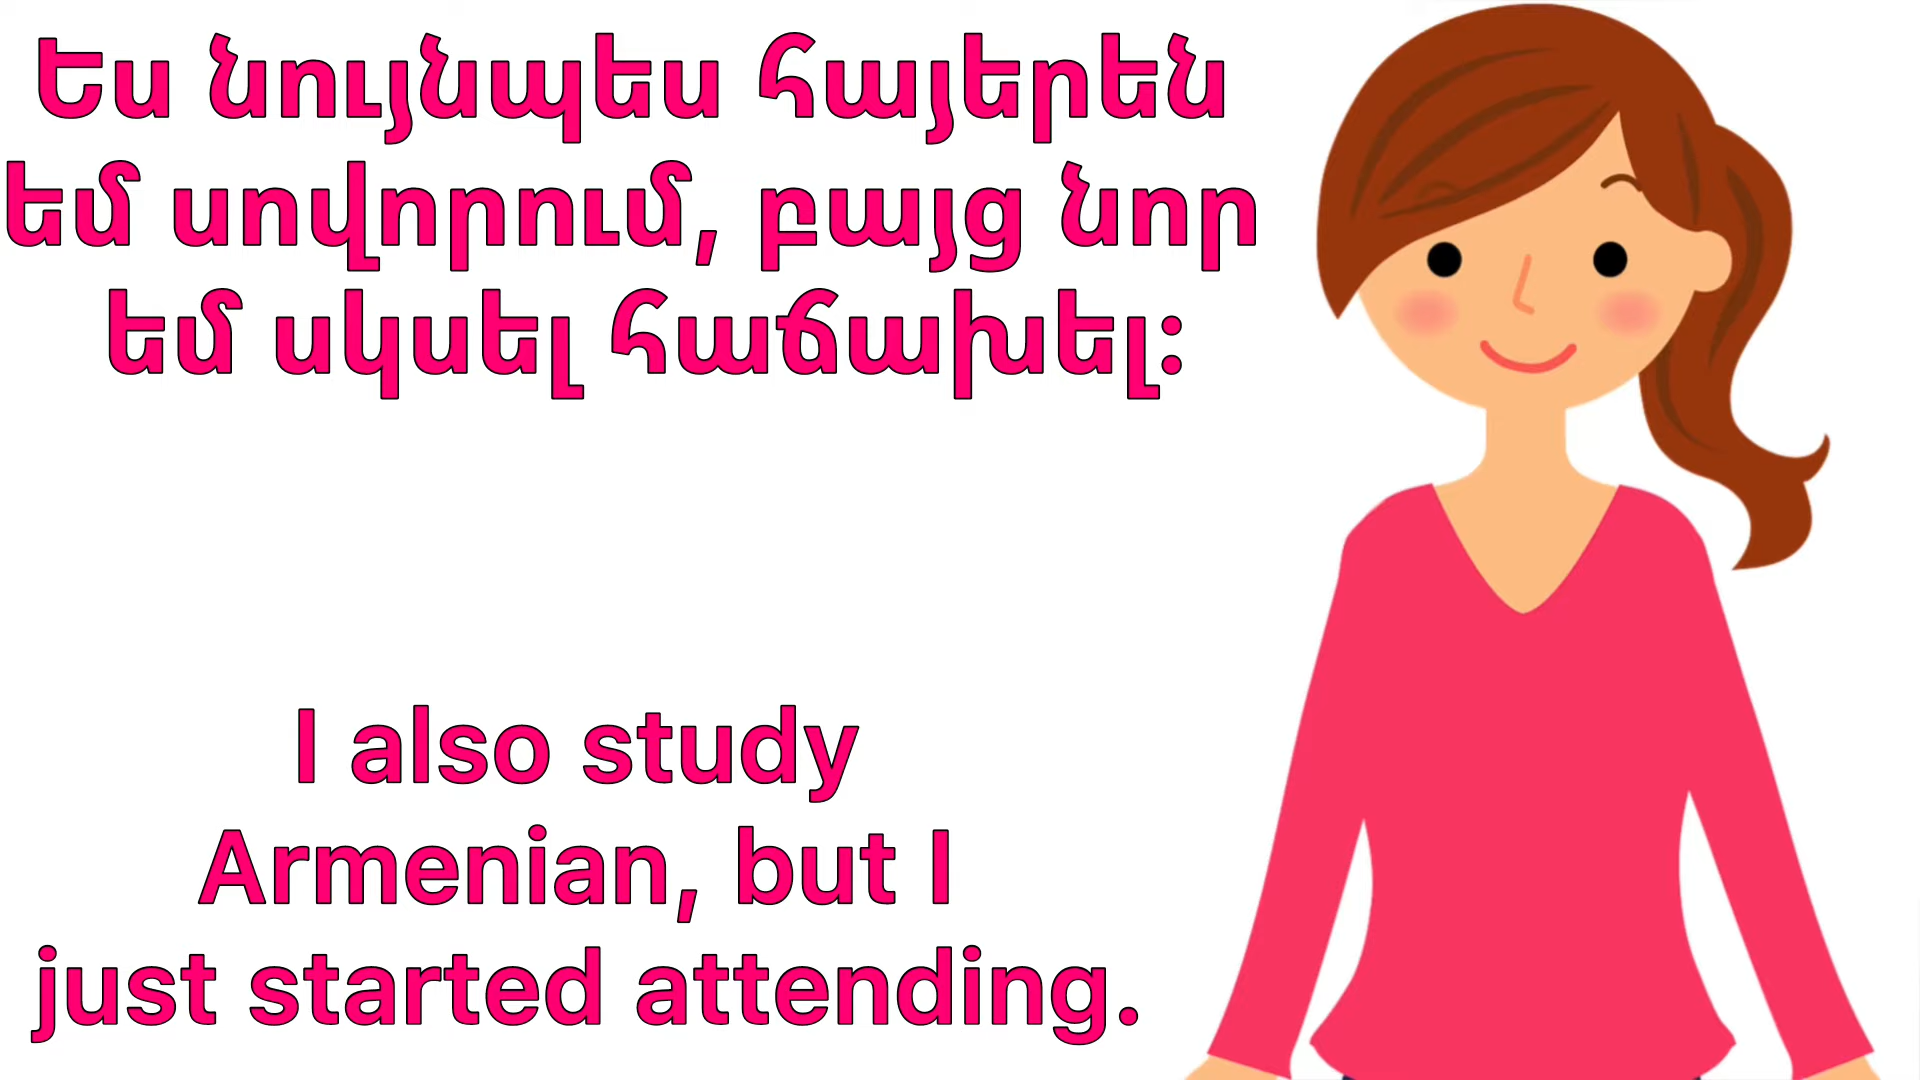 Ես նույնպես հայերեն
եմ սովորում, բայց նոր
եմ սկսել հաճախել:
I also study
Armenian, but I
just started attending.